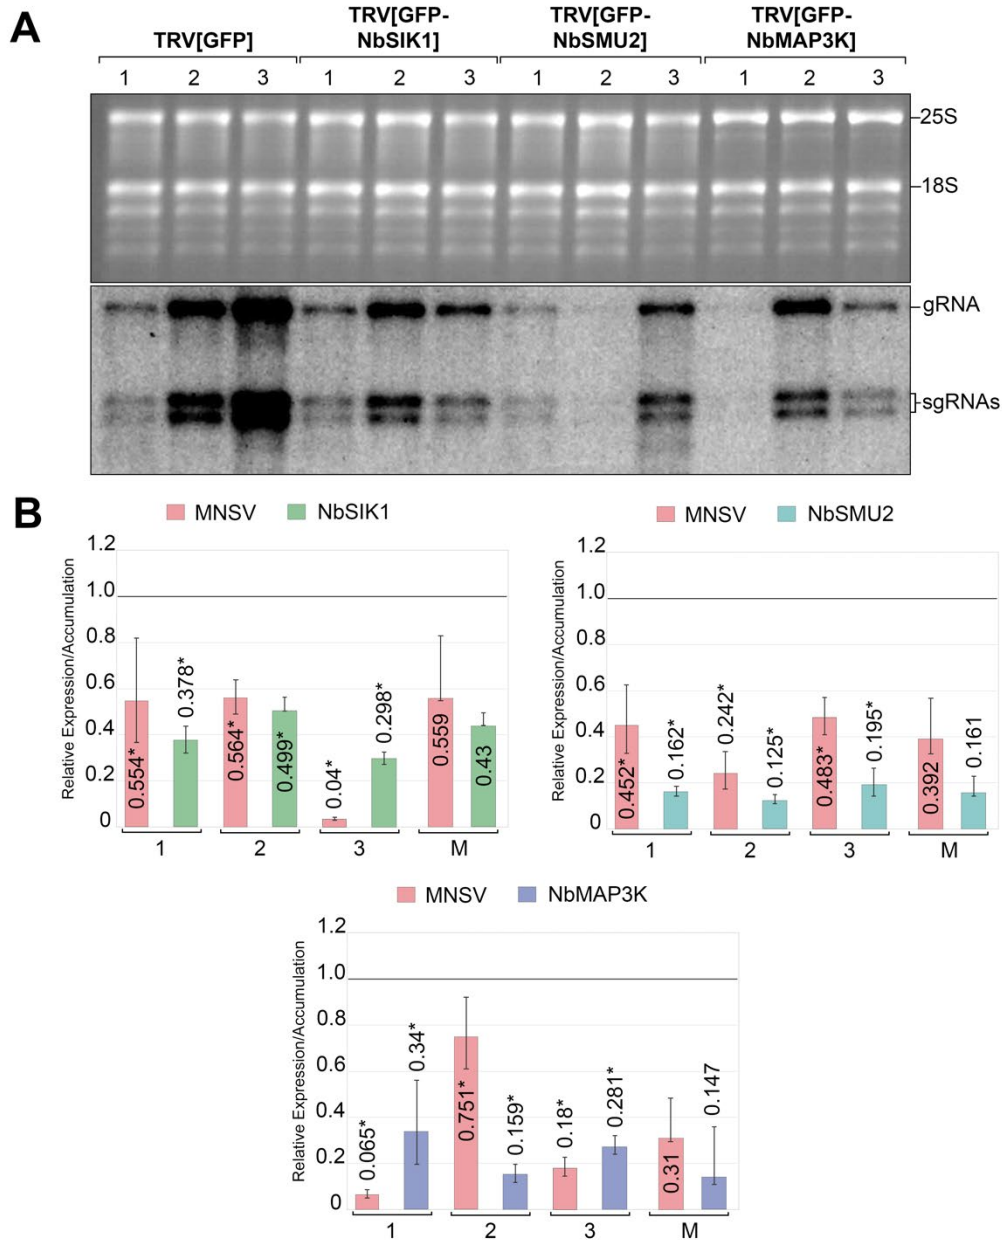 A
TRV[GFP]
TRV[GFP-
NbSIK1]
TRV[GFP-
NbSMU2]
TRV[GFP-
NbMAP3K]
1 2 3 1 2 3 1 2 3 1 2 3
25S
18S
gRNA
sgRNAs
B
MNSV NbSIK1
Relative Expression/Accumulation
1.2
1.0
0.8
0.6
0.4
0.2
0
0.554*
0.378*
0.564*
0.499*
0.04*
0.298*
0.559
0.43
1 2 3 M
MNSV NbSMU2
Relative Expression/Accumulation
1.2
1.0
0.8
0.6
0.4
0.2
0
0.452*
0.162*
0.242*
0.125*
0.483*
0.195*
0.392
0.161
1 2 3 M
MNSV NbMAP3K
Relative Expression/Accumulation
1.2
1.0
0.8
0.6
0.4
0.2
0
0.065*
0.34*
0.751*
0.159*
0.18*
0.281*
0.31
0.147
1 2 3 M